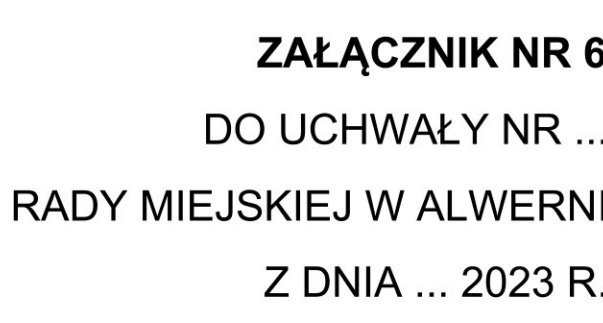 ZAŁĄCZNIK NR 6
DO UCHWAŁY NR ...
RADY MIEJSKIEJ W ALWERNI
Z DNIA ... 2023 R.